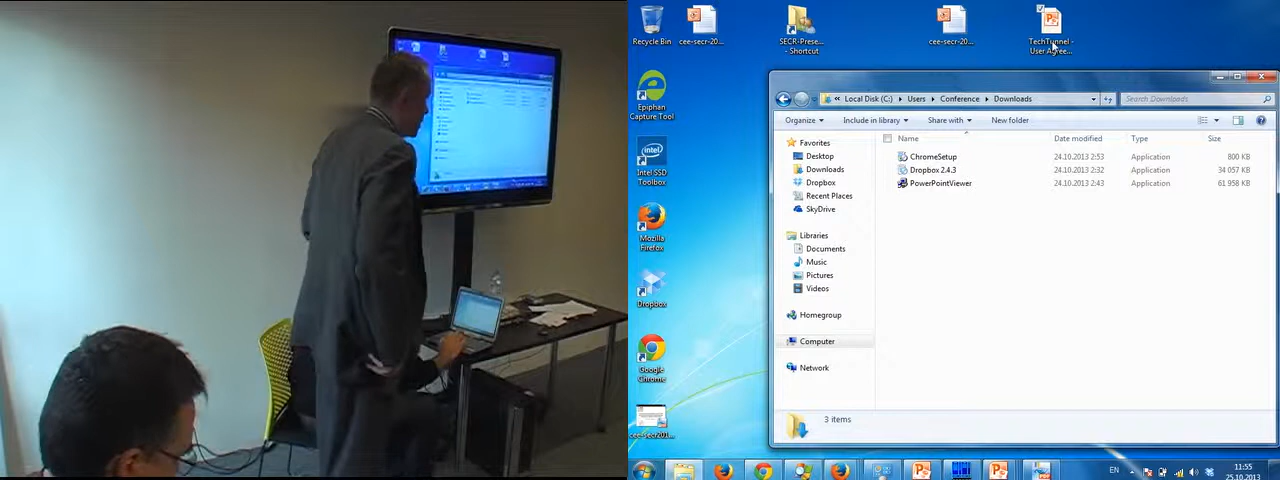 Recycle Bin
cee-secr-20...
SECR-Prese... - Shortcut
cee-secr-20...
TechTunnel - User Agree...
Epiphan Capture Tool
Intel SSD Toolbox
Mozilla Firefox
Dropbox
Google Chrome
cee-secr201...
« Local Disk (C:) ▸ Users ▸ Conference ▸ Downloads
Search Downloads
Organize Include in library Share with New folder
Favorites
Desktop
Downloads
Dropbox
Recent Places
SkyDrive
Libraries
Documents
Music
Pictures
Videos
Homegroup
Computer
Network
Name Date modified Type Size
ChromeSetup 24.10.2013 2:53 Application 800 KB
Dropbox 2.4.3 24.10.2013 2:32 Application 34 057 KB
PowerPointViewer 24.10.2013 2:43 Application 61 958 KB
3 items
EN
11:55
25.10.2013